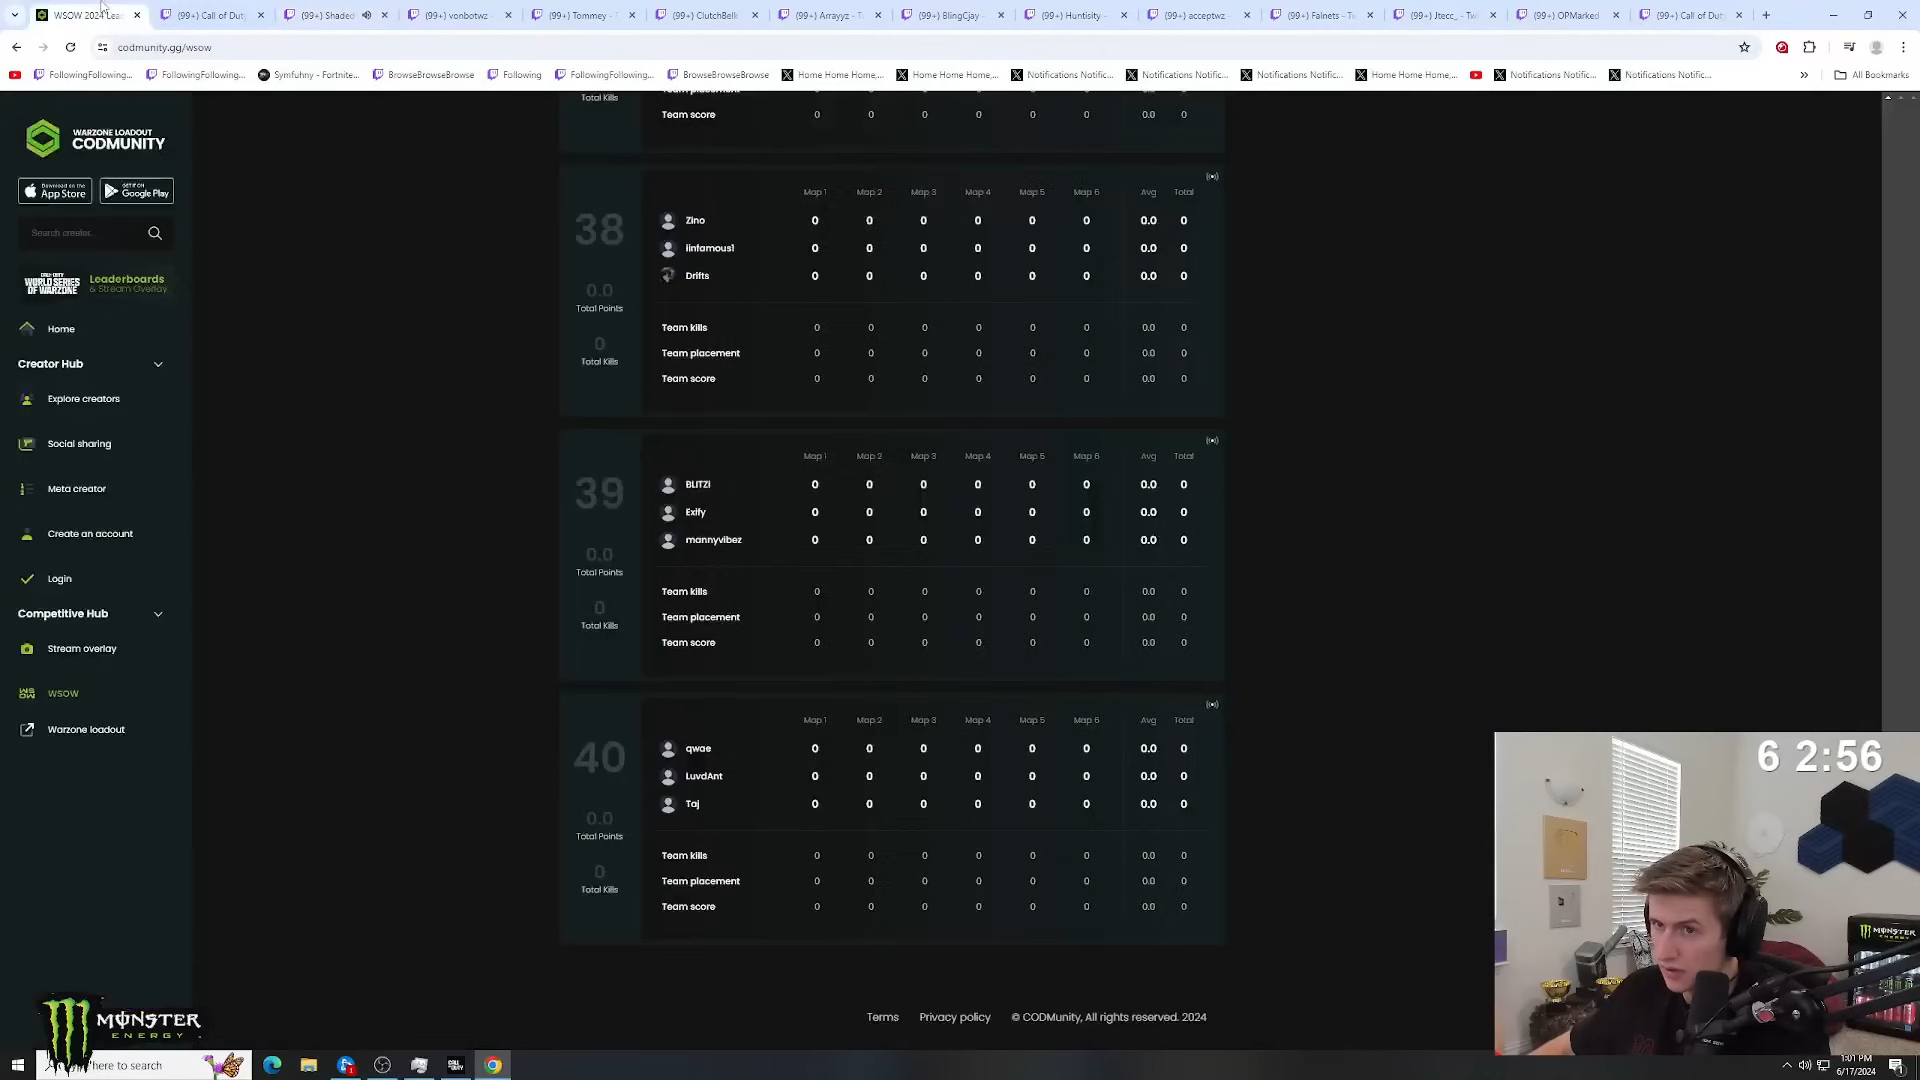 WSOW 2024 Lea
(99+) Call of Duty
(99+) Shaded
(99+) vonbotwz -
(99+) Tommey - T
(99+) ClutchBelk
(99+) Arrayyz - T
(99+) BlingCjay -
(99+) Huntisity -
(99+) acceptwz -
(99+) Falnets - Tw
(99+) Jtecc_ - Twi
(99+) OPMarked
(99+) Call of Duty
codmunity.gg/wsow
FollowingFollowing...
FollowingFollowing...
Symfuhny - Fortnite...
BrowseBrowseBrowse
Following
FollowingFollowing...
BrowseBrowseBrowse
Home Home Home,...
Home Home Home,...
Notifications Notific...
Notifications Notific...
Notifications Notific...
Home Home Home,...
Notifications Notific...
Notifications Notific...
All Bookmarks
WARZONE LOADOUT
CODMUNITY
Download on the
App Store
GET IT ON
Google Play
Search creator...
CALL OF DUTY
WORLD SERIES
OF WARZONE
Leaderboards
& Stream Overlay
Home
Creator Hub
Explore creators
Social sharing
Meta creator
Create an account
Login
Competitive Hub
Stream overlay
WSOW
Warzone loadout
Total Kills
Team placement
Team score 0 0 0 0 0 0 0.0 0
Map 1 Map 2 Map 3 Map 4 Map 5 Map 6 Avg Total
38
Zino 0 0 0 0 0 0 0.0 0
iinfamous1 0 0 0 0 0 0 0.0 0
Drifts 0 0 0 0 0 0 0.0 0
0.0
Total Points
0
Total Kills
Team kills 0 0 0 0 0 0 0.0 0
Team placement 0 0 0 0 0 0 0.0 0
Team score 0 0 0 0 0 0 0.0 0
Map 1 Map 2 Map 3 Map 4 Map 5 Map 6 Avg Total
39
BLITZi 0 0 0 0 0 0 0.0 0
Exify 0 0 0 0 0 0 0.0 0
mannyvibez 0 0 0 0 0 0 0.0 0
0.0
Total Points
0
Total Kills
Team kills 0 0 0 0 0 0 0.0 0
Team placement 0 0 0 0 0 0 0.0 0
Team score 0 0 0 0 0 0 0.0 0
Map 1 Map 2 Map 3 Map 4 Map 5 Map 6 Avg Total
40
qwae 0 0 0 0 0 0 0.0 0
LuvdAnt 0 0 0 0 0 0 0.0 0
Taj 0 0 0 0 0 0 0.0 0
0.0
Total Points
0
Total Kills
Team kills 0 0 0 0 0 0 0.0 0
Team placement 0 0 0 0 0 0 0.0 0
Team score 0 0 0 0 0 0 0.0 0
Terms Privacy policy © CODMunity, All rights reserved. 2024
6 2:56
MONSTER
MONSTER
ENERGY
here to search
1:01 PM
6/17/2024